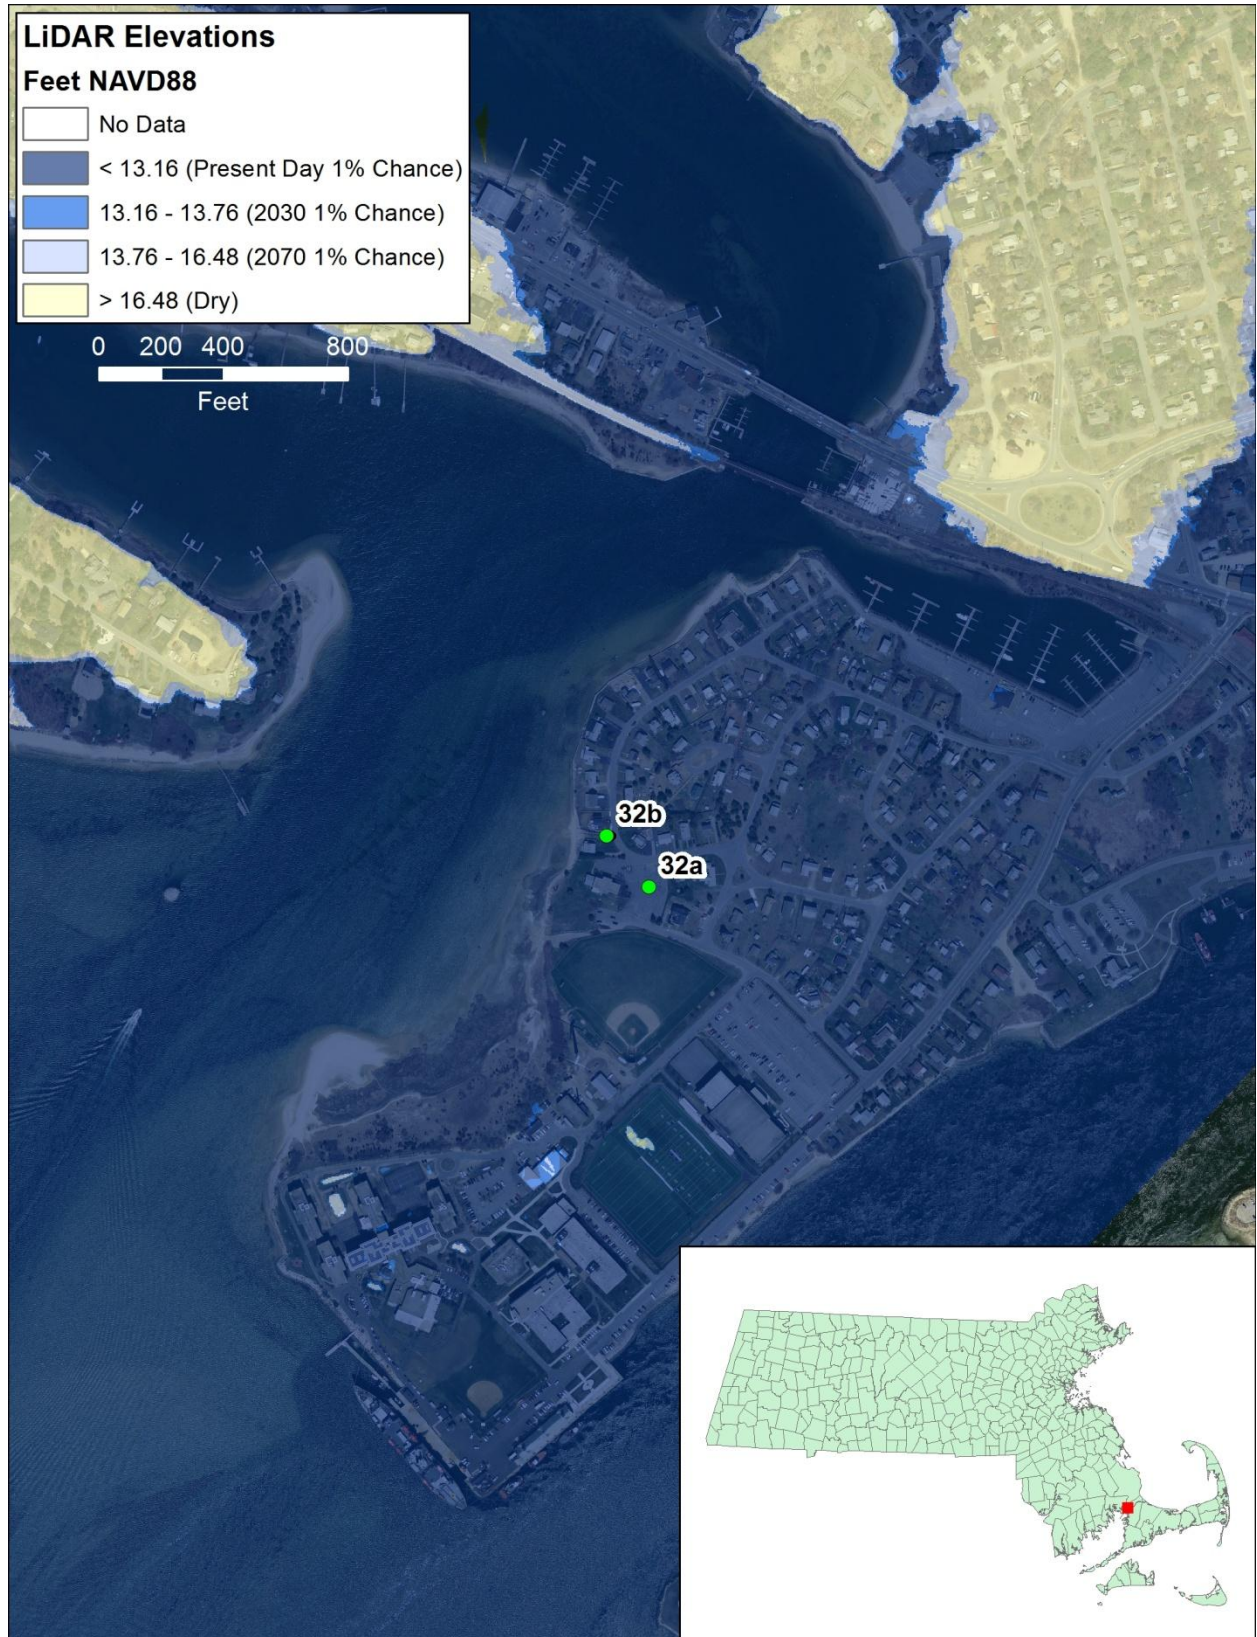 LiDAR Elevations
Feet NAVD88
No Data
< 13.16 (Present Day 1% Chance)
13.16 - 13.76 (2030 1% Chance)
13.76 - 16.48 (2070 1% Chance)
> 16.48 (Dry)
0 200 400 800
Feet
32b
32a